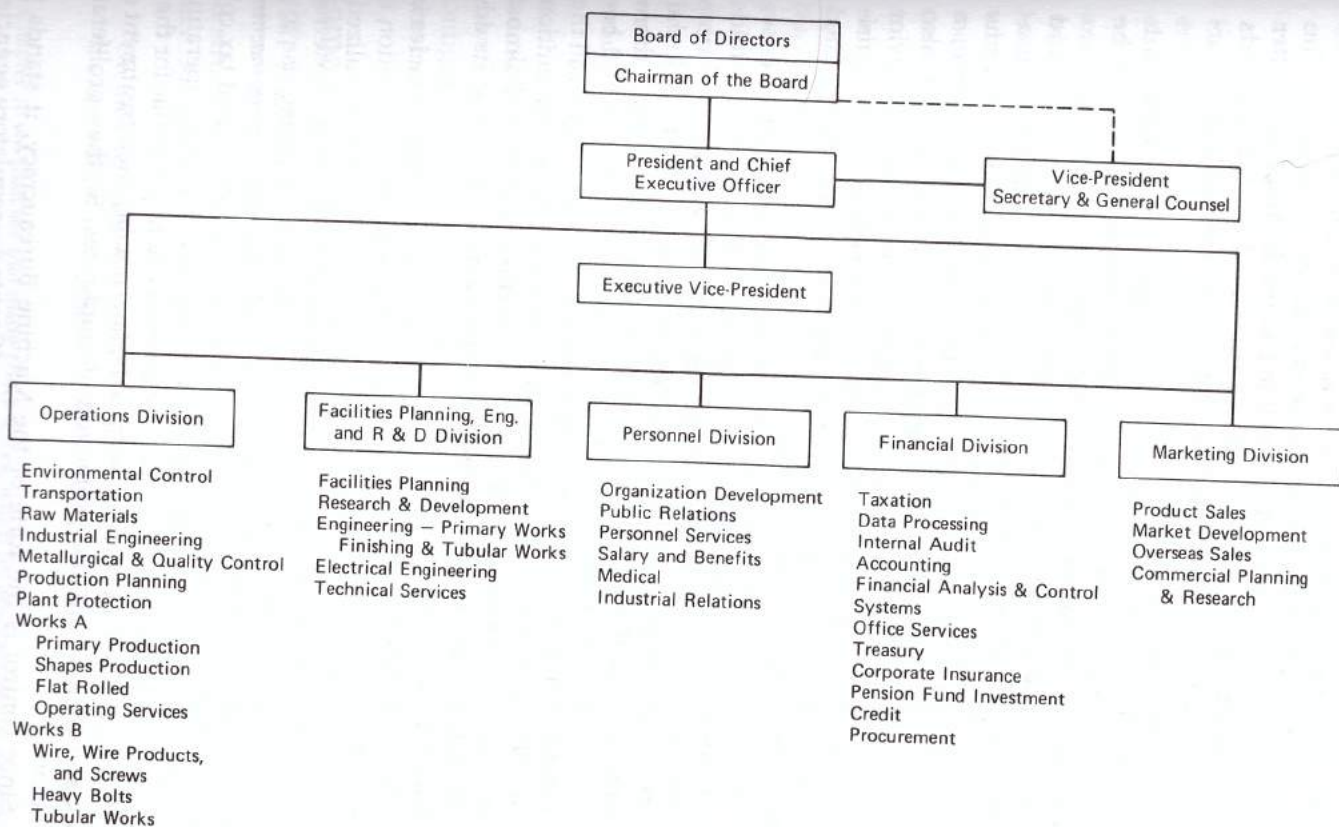 Board of Directors
Chairman of the Board
President and Chief
Executive Officer
Vice-President
Secretary & General Counsel
Executive Vice-President
Operations Division
Environmental Control
Transportation
Raw Materials
Industrial Engineering
Metallurgical & Quality Control
Production Planning
Plant Protection
Works A
Primary Production
Shapes Production
Flat Rolled
Operating Services
Works B
Wire, Wire Products,
and Screws
Heavy Bolts
Tubular Works
Facilities Planning, Eng.
and R & D Division
Facilities Planning
Research & Development
Engineering — Primary Works
Finishing & Tubular Works
Electrical Engineering
Technical Services
Personnel Division
Organization Development
Public Relations
Personnel Services
Salary and Benefits
Medical
Industrial Relations
Financial Division
Taxation
Data Processing
Internal Audit
Accounting
Financial Analysis & Control
Systems
Office Services
Treasury
Corporate Insurance
Pension Fund Investment
Credit
Procurement
Marketing Division
Product Sales
Market Development
Overseas Sales
Commercial Planning
& Research